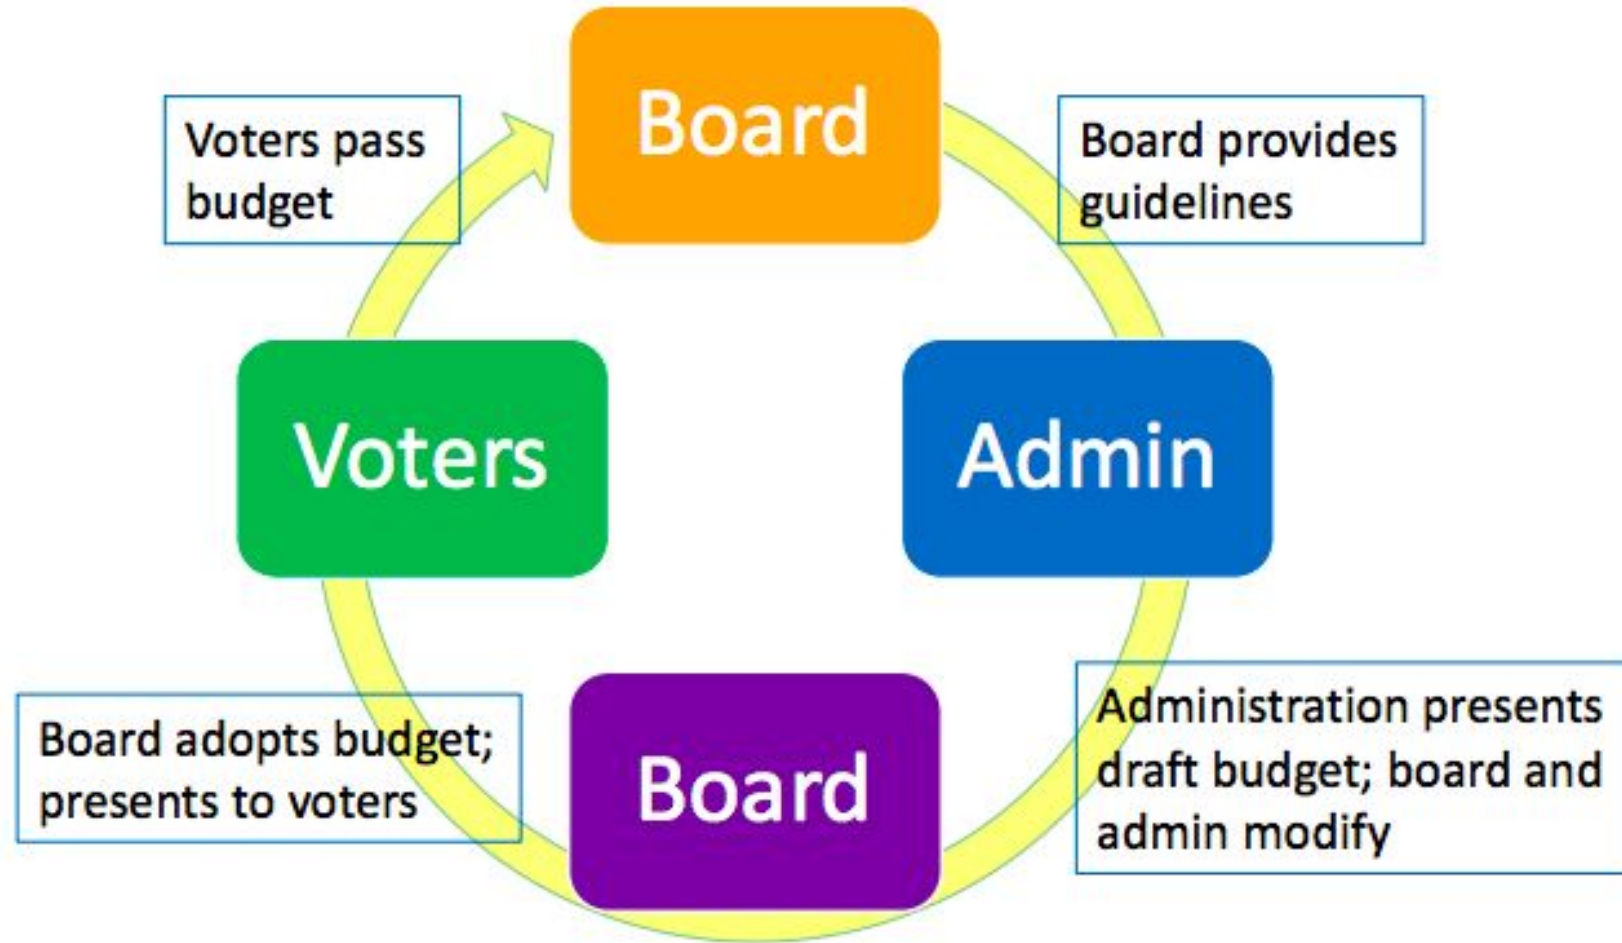 Board
Board provides
guidelines
Admin
Administration presents
draft budget; board and
admin modify
Board
Board adopts budget;
presents to voters
Voters
Voters pass
budget